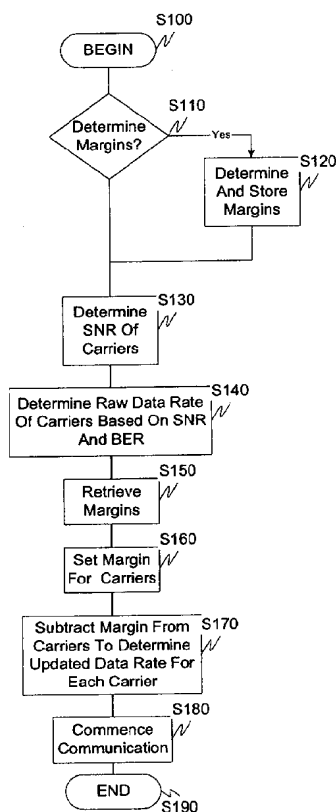 S100
BEGIN
S110
Determine
Margins?
Yes
S120
Determine
And Store
Margins
S130
Determine
SNR Of
Carriers
S140
Determine Raw Data Rate
Of Carriers Based On SNR
And BER
S150
Retrieve
Margins
S160
Set Margin
For Carriers
S170
Subtract Margin From
Carriers To Determine
Updated Data Rate For
Each Carrier
S180
Commence
Communication
END
S190